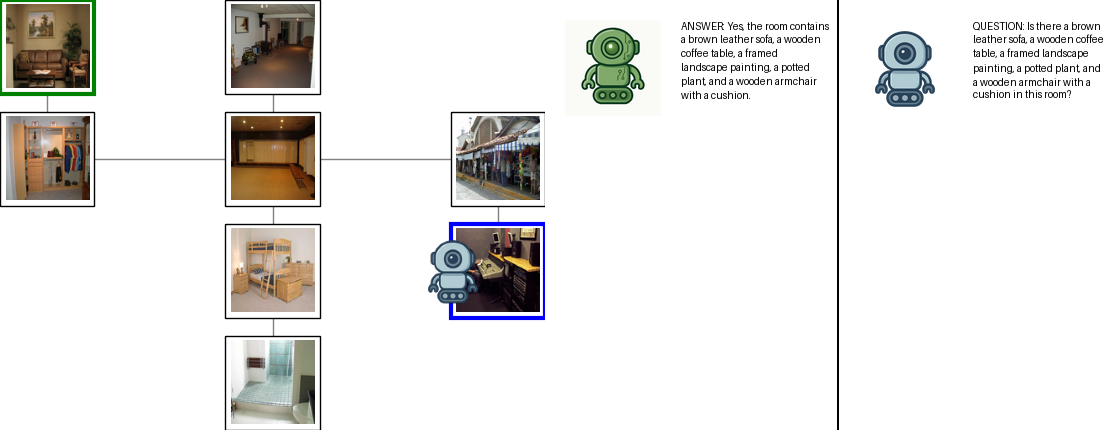 ANSWER: Yes, the room contains
a brown leather sofa, a wooden
coffee table, a framed
landscape painting, a potted
plant, and a wooden armchair
with a cushion.
QUESTION: Is there a brown
leather sofa, a wooden coffee
table, a framed landscape
painting, a potted plant, and
a wooden armchair with a
cushion in this room?